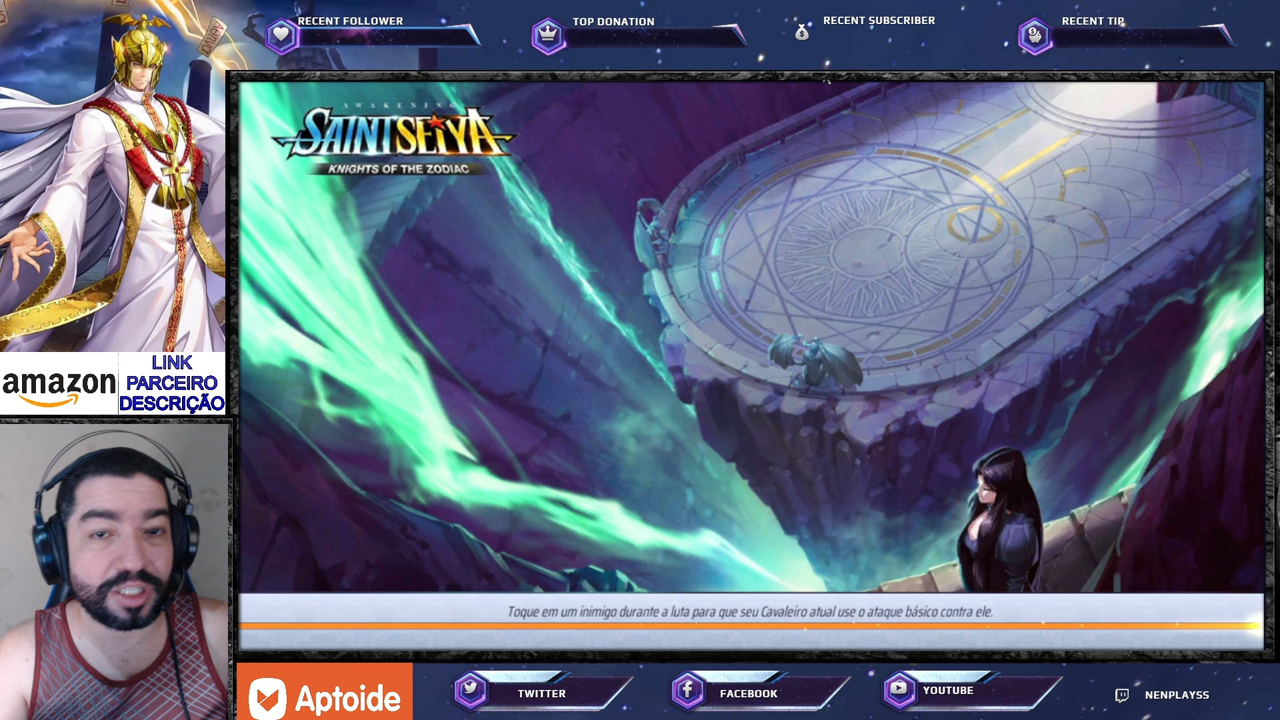 RECENT FOLLOWER
TOP DONATION
RECENT SUBSCRIBER
RECENT TIP
AWAKENING
SAINT SEIYA
KNIGHTS OF THE ZODIAC
amazon
LINK
PARCEIRO
DESCRIÇÃO
Toque em um inimigo durante a luta para que seu Cavaleiro atual use o ataque básico contra ele.
Aptoide
TWITTER
FACEBOOK
YOUTUBE
NENPLAYSS